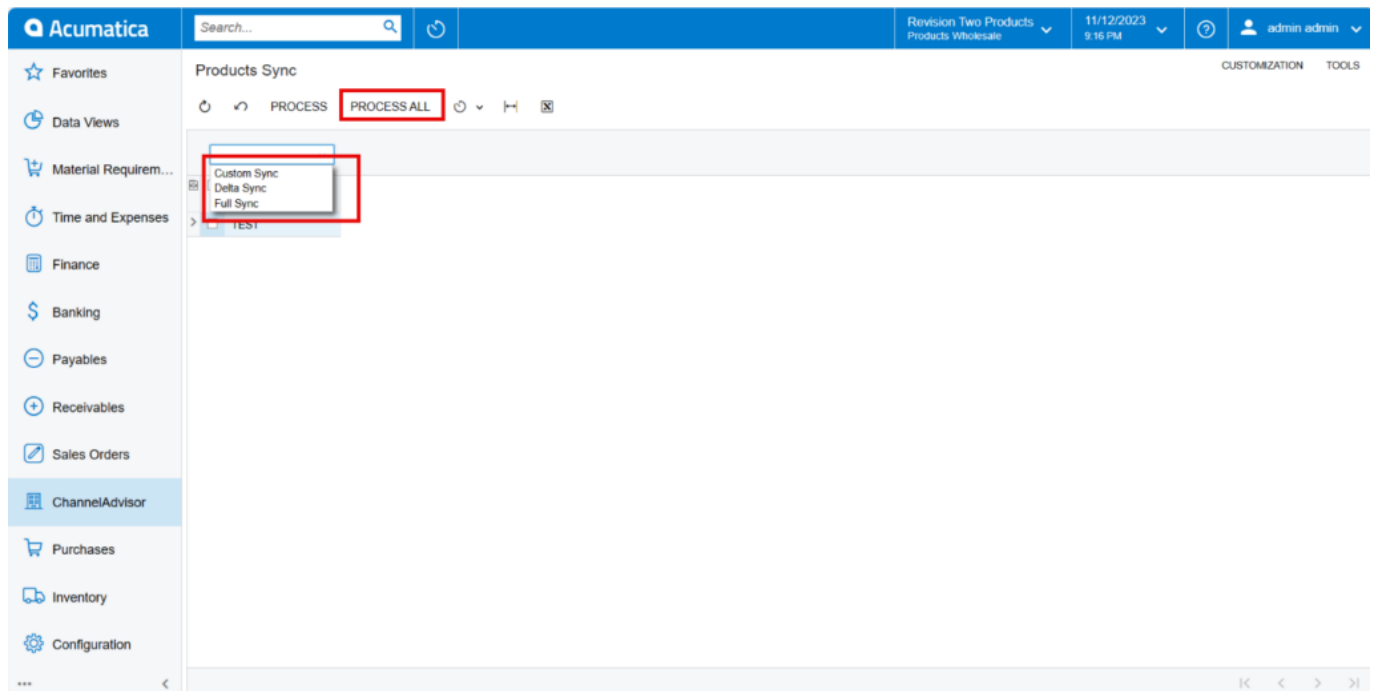 Acumatica
Search...
Revision Two Products
Products Wholesale
11/12/2023
9:16 PM
admin admin
Favorites
Data Views
Material Requirem...
Time and Expenses
Finance
Banking
Payables
Receivables
Sales Orders
ChannelAdvisor
Purchases
Inventory
Configuration
Products Sync
CUSTOMIZATION TOOLS
PROCESS PROCESS ALL
Custom Sync
Delta Sync
Full Sync
TEST